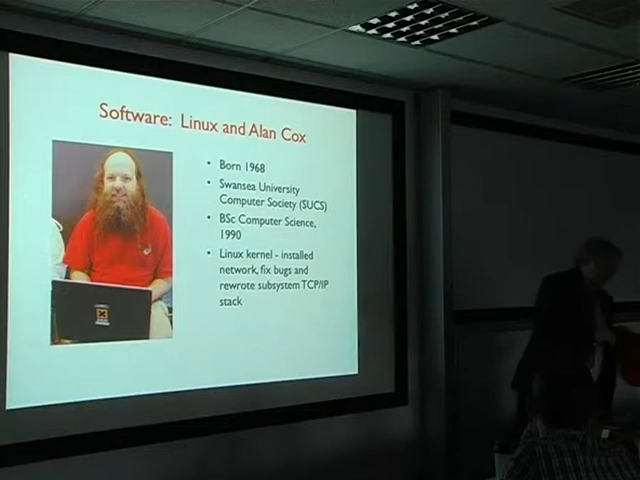 Software: Linux and Alan Cox
• Born 1968
• Swansea University
Computer Society (SUCS)
• BSc Computer Science,
1990
• Linux kernel - installed
network, fix bugs and
rewrote subsystem TCP/IP
stack